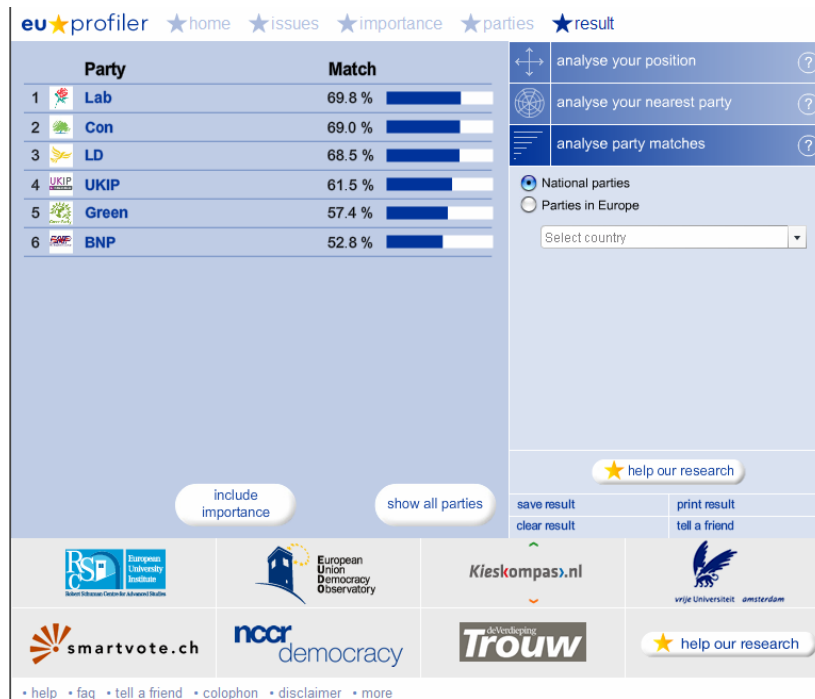 eu profiler home issues importance parties result
Party Match
1 Lab 69.8 %
2 Con 69.0 %
3 LD 68.5 %
4 UKIP UKIP 61.5 %
5 Green 57.4 %
6 BNP 52.8 %
include importance
show all parties
analyse your position ?
analyse your nearest party ?
analyse party matches ?
National parties
Parties in Europe
Select country
help our research
save result print result
clear result tell a friend
RSC
European
University
Institute
Robert Schuman Centre for Advanced Studies
European
Union
Democracy
Observatory
Kieskompas.nl
vrije Universiteit amsterdam
smartvote.ch
nccr
democracy
deVerdieping
Trouw
help our research
• help • faq • tell a friend • colophon • disclaimer • more